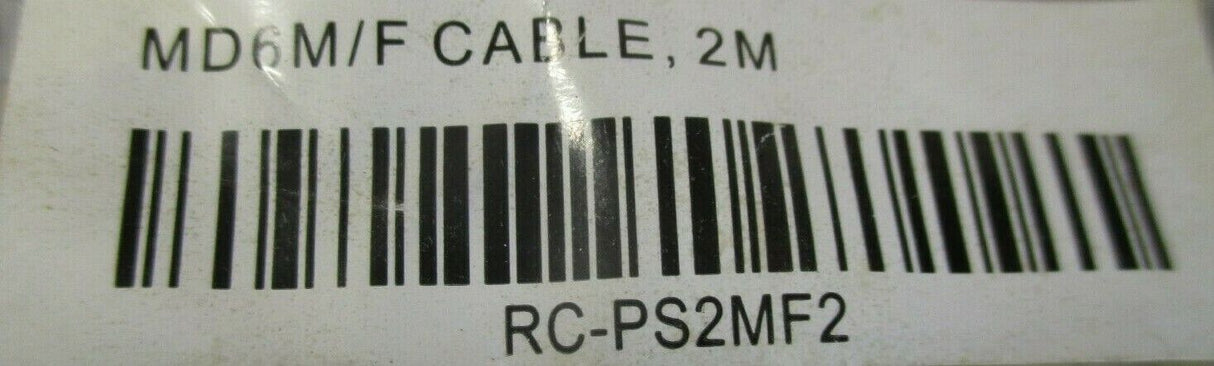 MD6M/F CABLE, 2M
RC-PS2MF2